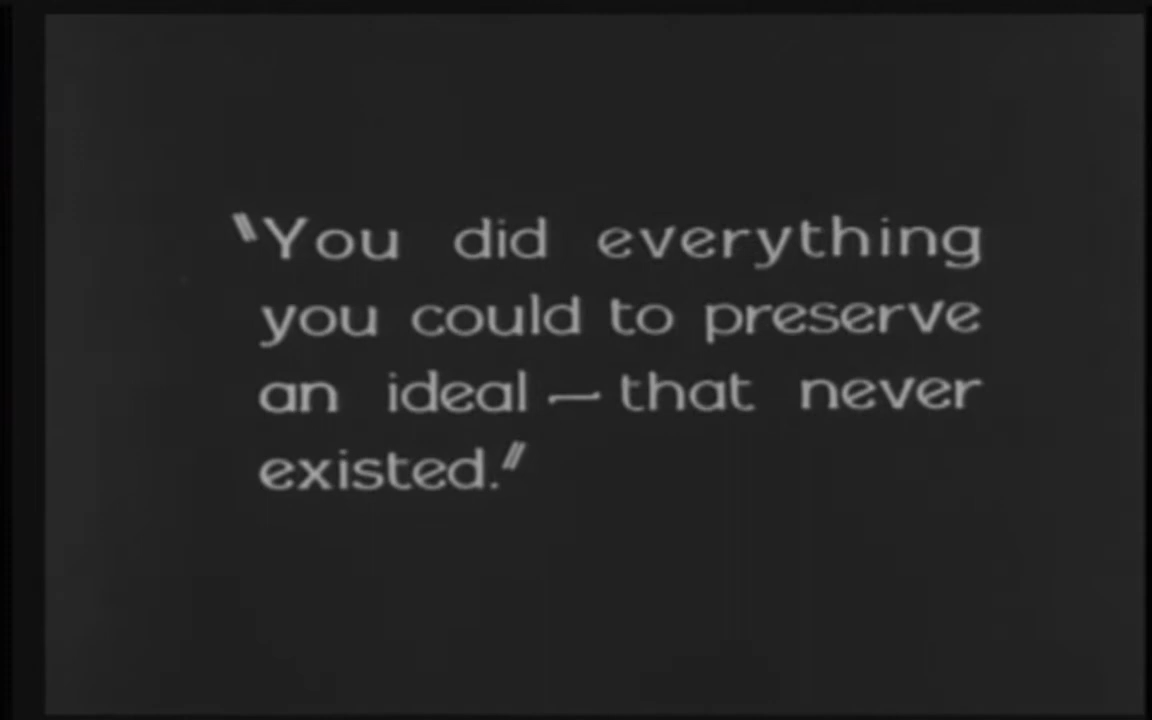 "You did everything
you could to preserve
an ideal — that never
existed."